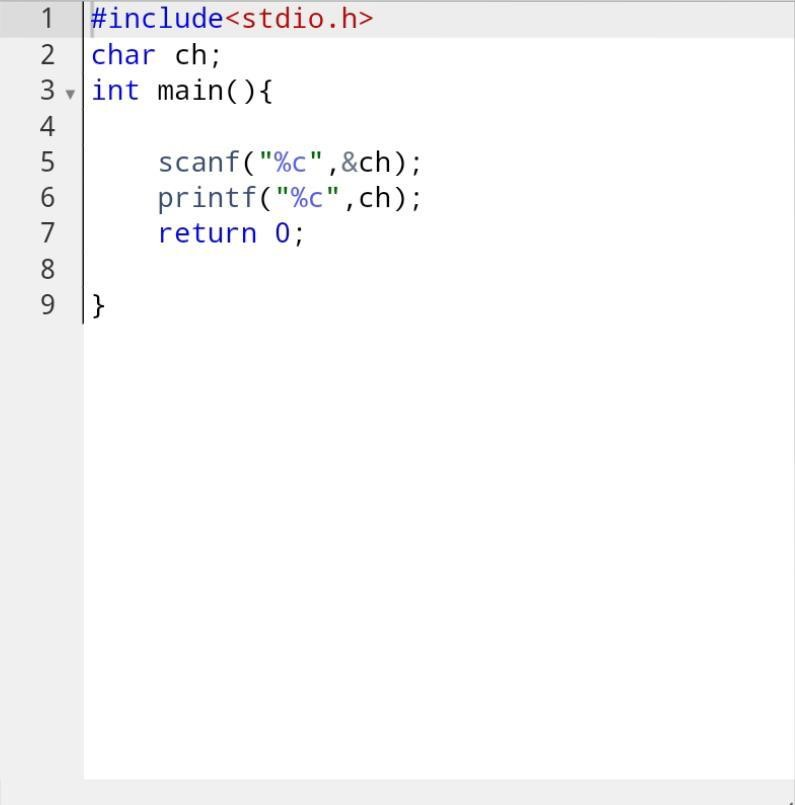 1 #include<stdio.h>
2 char ch;
3 int main(){
4
5 scanf("%c",&ch);
6 printf("%c",ch);
7 return 0;
8
9 }